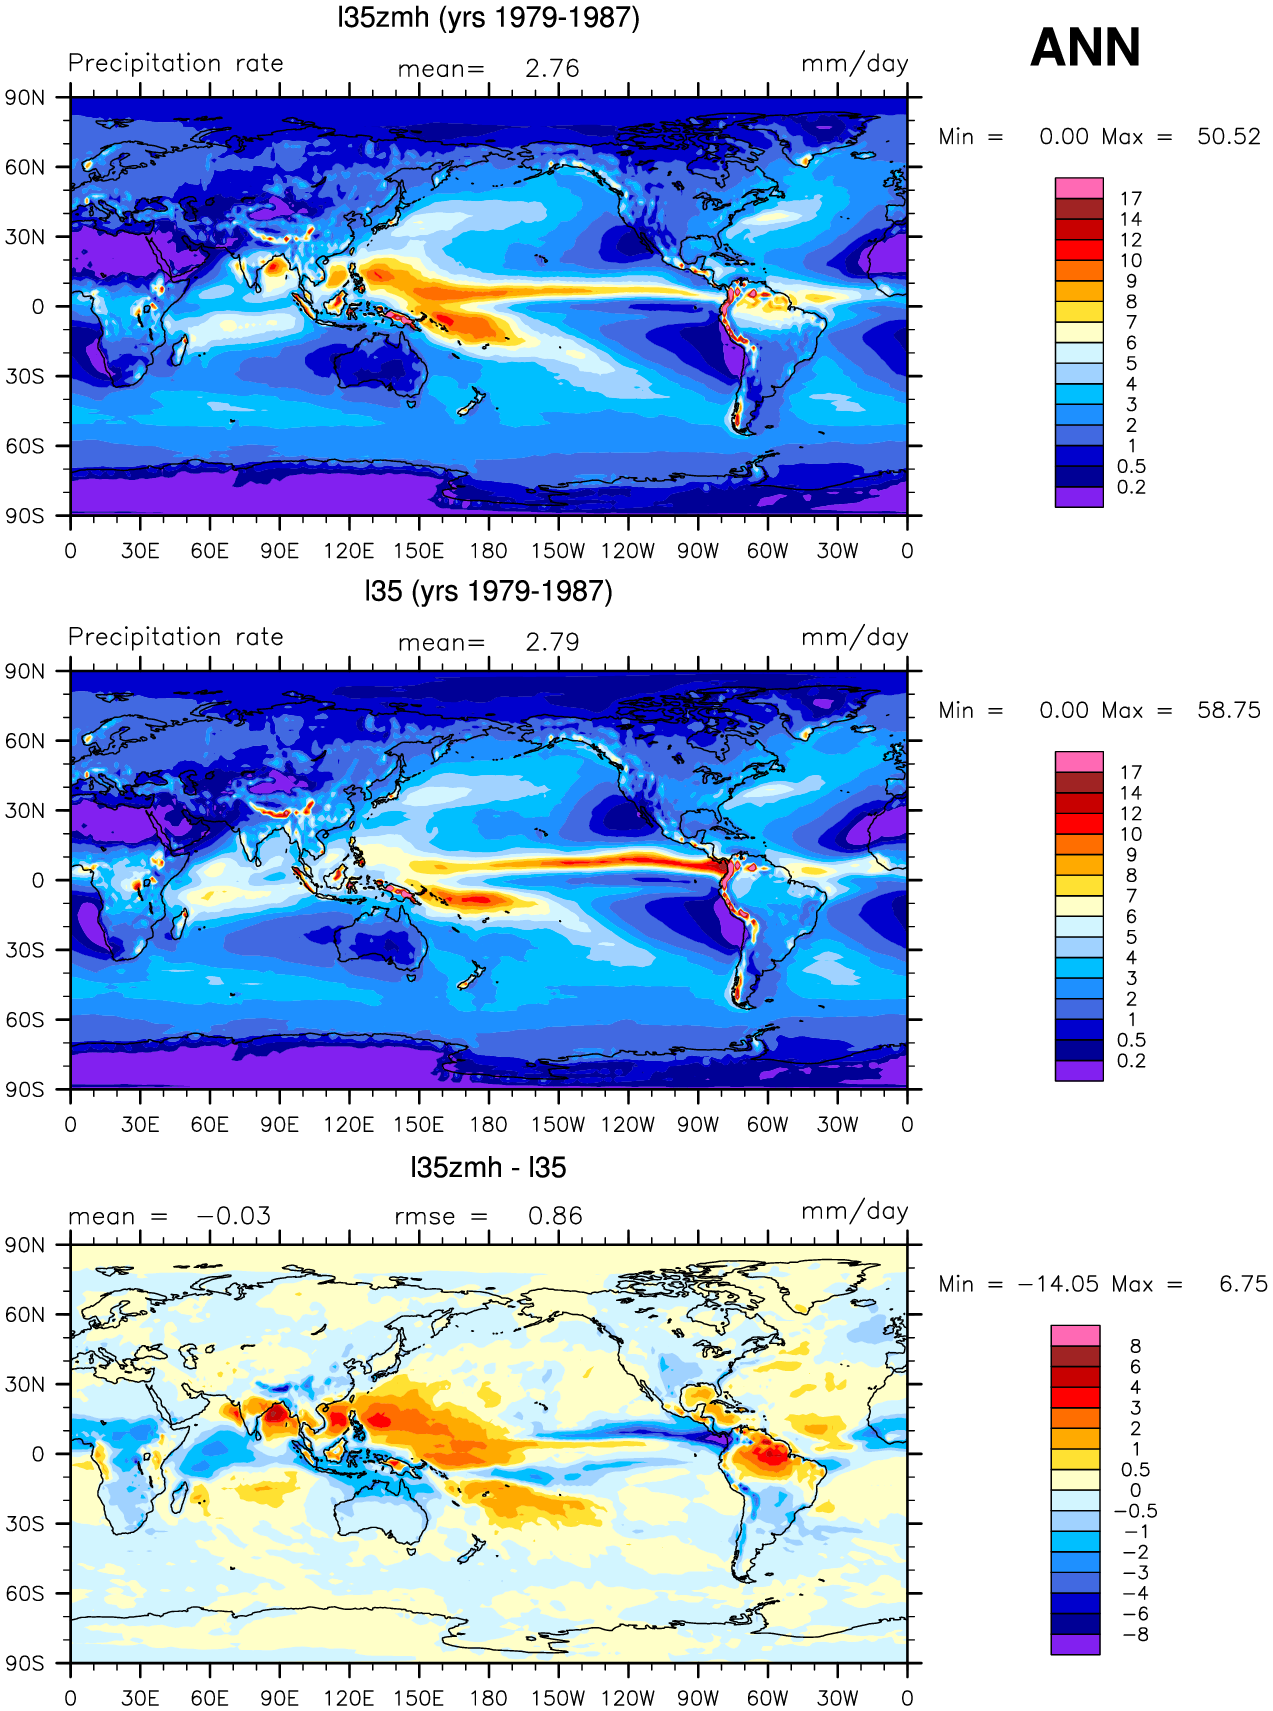 l35zmh (yrs 1979-1987)
ANN
Precipitation rate mean= 2.76 mm/day
Min = 0.00 Max = 50.52
90N
60N
30N
0
30S
60S
90S
0 30E 60E 90E 120E 150E 180 150W 120W 90W 60W 30W 0
17
14
12
10
9
8
7
6
5
4
3
2
1
0.5
0.2
l35 (yrs 1979-1987)
Precipitation rate mean= 2.79 mm/day
Min = 0.00 Max = 58.75
90N
60N
30N
0
30S
60S
90S
0 30E 60E 90E 120E 150E 180 150W 120W 90W 60W 30W 0
17
14
12
10
9
8
7
6
5
4
3
2
1
0.5
0.2
l35zmh - l35
mean = −0.03 rmse = 0.86 mm/day
Min = −14.05 Max = 6.75
90N
60N
30N
0
30S
60S
90S
0 30E 60E 90E 120E 150E 180 150W 120W 90W 60W 30W 0
8
6
4
3
2
1
0.5
0
−0.5
−1
−2
−3
−4
−6
−8